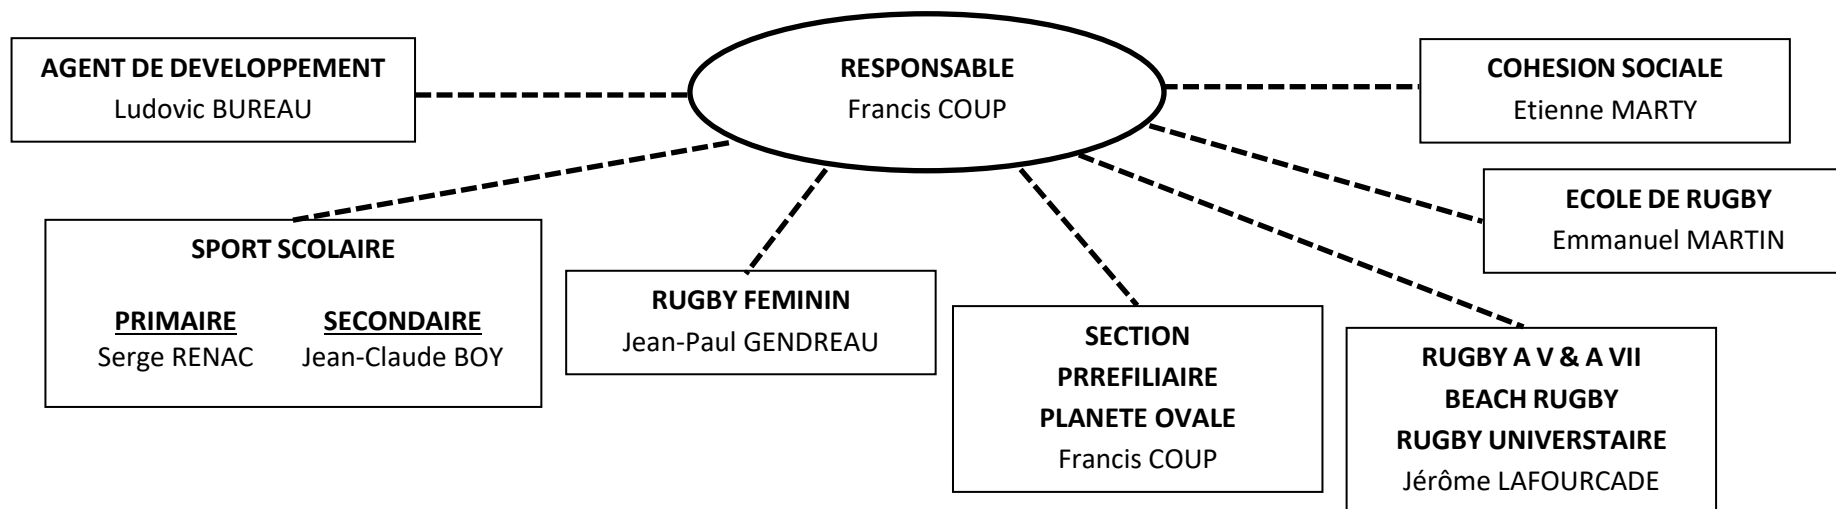 AGENT DE DEVELOPPEMENT
Ludovic BUREAU
RESPONSABLE
Francis COUP
COHESION SOCIALE
Etienne MARTY
ECOLE DE RUGBY
Emmanuel MARTIN
SPORT SCOLAIRE
PRIMAIRE SECONDAIRE
Serge RENAC Jean-Claude BOY
RUGBY FEMININ
Jean-Paul GENDREAU
SECTION
PRREFILIAIRE
PLANETE OVALE
Francis COUP
RUGBY A V & A VII
BEACH RUGBY
RUGBY UNIVERSTAIRE
Jérôme LAFOURCADE